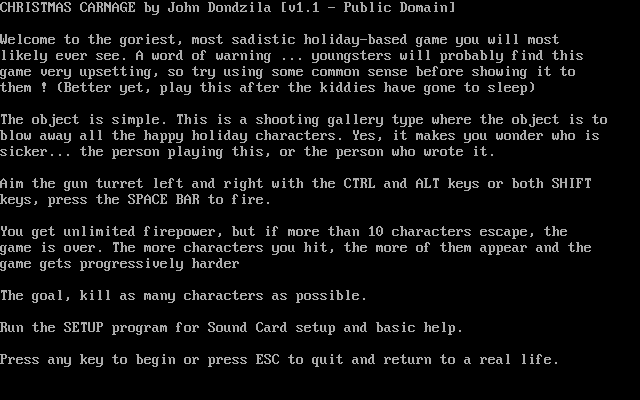 CHRISTMAS CARNAGE by John Dondzila [v1.1 - Public Domain]
Welcome to the goriest, most sadistic holiday-based game you will most
likely ever see. A word of warning ... youngsters will probably find this
game very upsetting, so try using some common sense before showing it to
them ! (Better yet, play this after the kiddies have gone to sleep)
The object is simple. This is a shooting gallery type where the object is to
blow away all the happy holiday characters. Yes, it makes you wonder who is
sicker... the person playing this, or the person who wrote it.
Aim the gun turret left and right with the CTRL and ALT keys or both SHIFT
keys, press the SPACE BAR to fire.
You get unlimited firepower, but if more than 10 characters escape, the
game is over. The more characters you hit, the more of them appear and the
game gets progressively harder
The goal, kill as many characters as possible.
Run the SETUP program for Sound Card setup and basic help.
Press any key to begin or press ESC to quit and return to a real life.